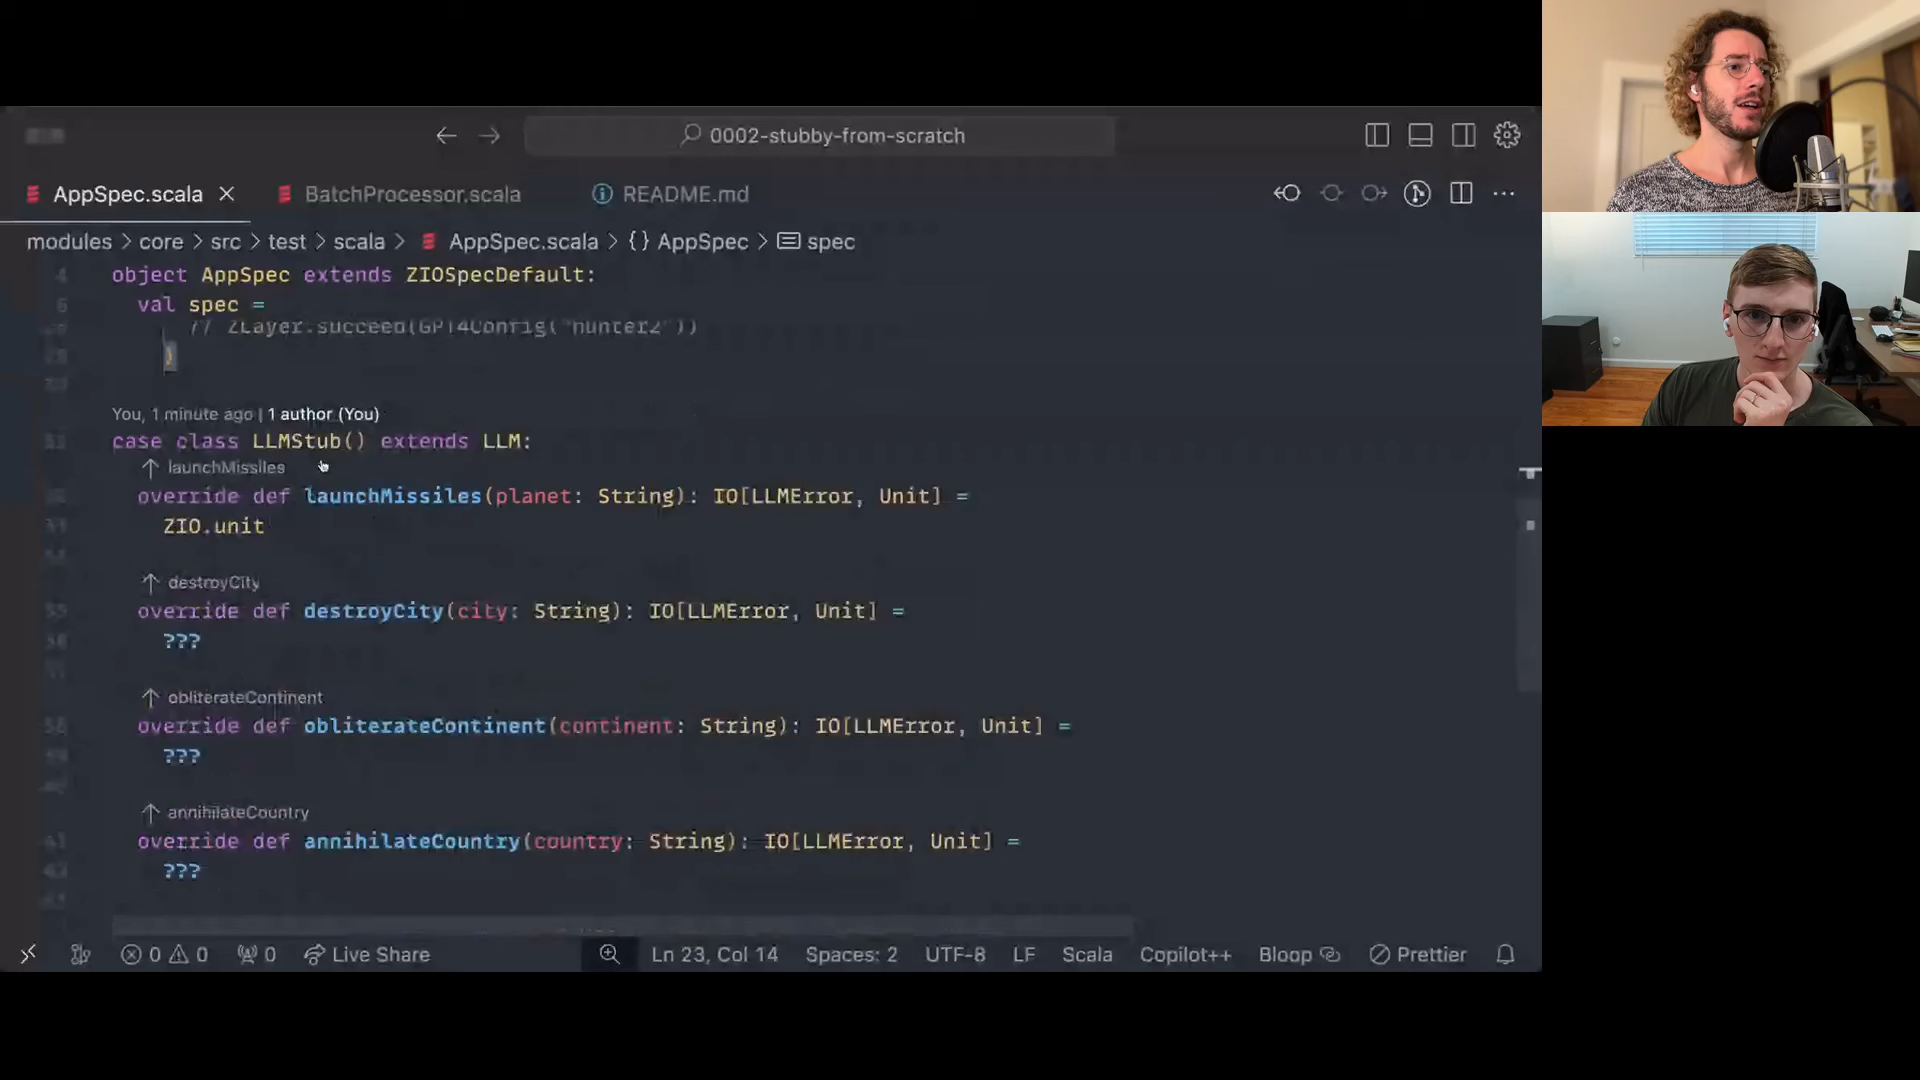 0002-stubby-from-scratch
AppSpec.scala BatchProcessor.scala README.md
modules > core > src > test > scala > AppSpec.scala > {} AppSpec > spec
4 object AppSpec extends ZIOSpecDefault:
val spec =
// ZLayer.succeed(GPT4Config("hunter2"))
)
You, 1 minute ago | 1 author (You)
case class LLMStub() extends LLM:
↑ launchMissiles
override def launchMissiles(planet: String): IO[LLMError, Unit] =
ZIO.unit
↑ destroyCity
override def destroyCity(city: String): IO[LLMError, Unit] =
???
↑ obliterateContinent
override def obliterateContinent(continent: String): IO[LLMError, Unit] =
???
↑ annihilateCountry
override def annihilateCountry(country: String): IO[LLMError, Unit] =
???
0 0 0 Live Share Ln 23, Col 14 Spaces: 2 UTF-8 LF Scala Copilot++ Bloop Prettier